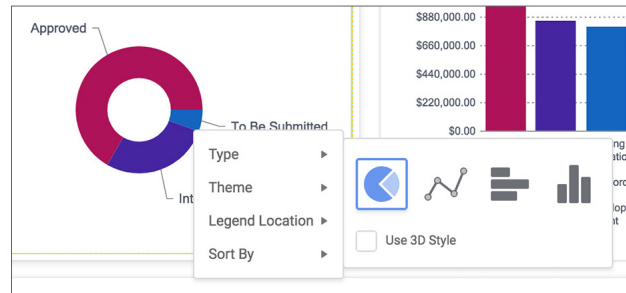 Approved
To Be Submitted
Type
Theme
Legend Location
Sort By
Use 3D Style
$880,000.00
$660,000.00
$440,000.00
$220,000.00
$0.00